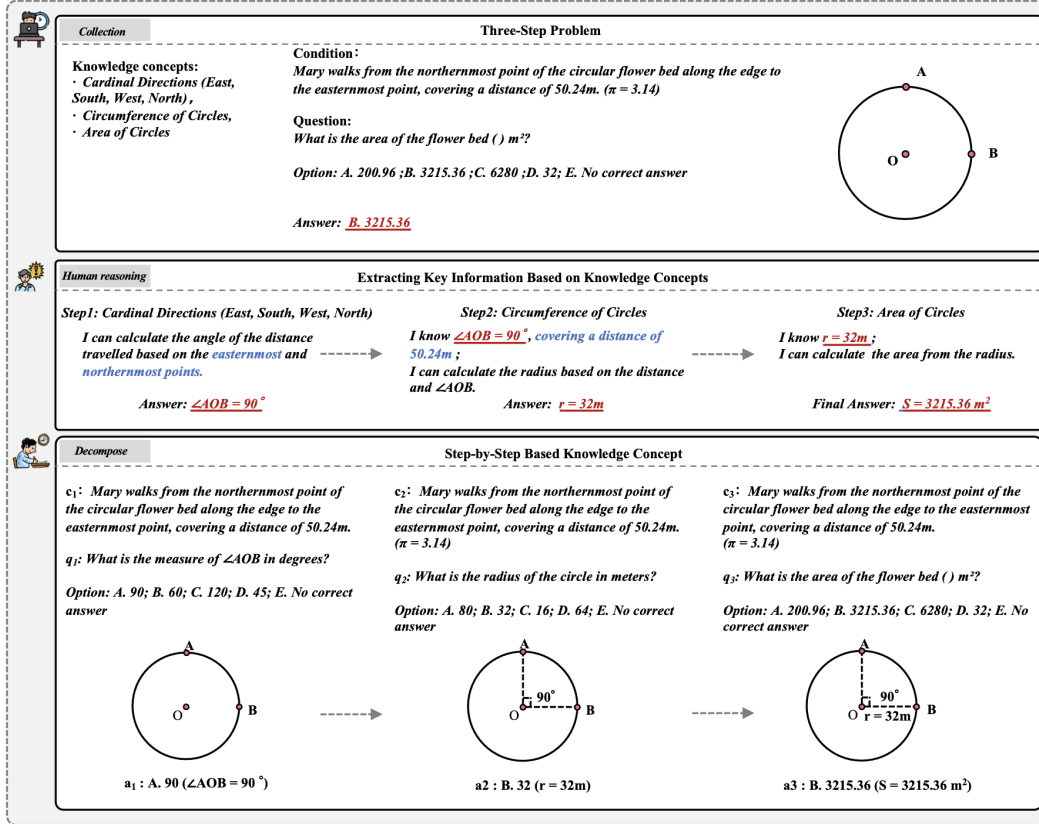 Collection
Three-Step Problem
Knowledge concepts:
· Cardinal Directions (East,
South, West, North) ,
· Circumference of Circles,
· Area of Circles
Condition:
Mary walks from the northernmost point of the circular flower bed along the edge to
the easternmost point, covering a distance of 50.24m. (π = 3.14)
Question:
What is the area of the flower bed ( ) m²?
Option: A. 200.96 ;B. 3215.36 ;C. 6280 ;D. 32; E. No correct answer
Answer: B. 3215.36
A
O
B
Human reasoning
Extracting Key Information Based on Knowledge Concepts
Step1: Cardinal Directions (East, South, West, North)
I can calculate the angle of the distance
travelled based on the easternmost and
northernmost points.
Answer: ∠AOB = 90°
Step2: Circumference of Circles
I know ∠AOB = 90°, covering a distance of
50.24m ;
I can calculate the radius based on the distance
and ∠AOB.
Answer: r = 32m
Step3: Area of Circles
I know r = 32m ;
I can calculate the area from the radius.
Final Answer: S = 3215.36 m²
Decompose
Step-by-Step Based Knowledge Concept
c₁: Mary walks from the northernmost point of
the circular flower bed along the edge to the
easternmost point, covering a distance of 50.24m.
q₁: What is the measure of ∠AOB in degrees?
Option: A. 90; B. 60; C. 120; D. 45; E. No correct
answer
A
O
B
a₁ : A. 90 (∠AOB = 90°)
c₂: Mary walks from the northernmost point of
the circular flower bed along the edge to the
easternmost point, covering a distance of 50.24m.
(π = 3.14)
q₂: What is the radius of the circle in meters?
Option: A. 80; B. 32; C. 16; D. 64; E. No correct
answer
A
90°
O
B
a2 : B. 32 (r = 32m)
c₃: Mary walks from the northernmost point of the
circular flower bed along the edge to the easternmost
point, covering a distance of 50.24m.
(π = 3.14)
q₃: What is the area of the flower bed ( ) m²?
Option: A. 200.96; B. 3215.36; C. 6280; D. 32; E. No
correct answer
A
90°
O r = 32m B
a3 : B. 3215.36 (S = 3215.36 m²)